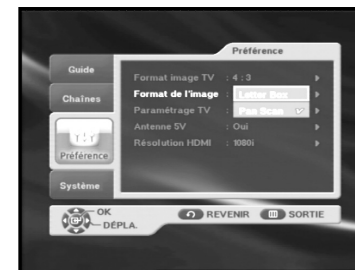 Préférence
Guide
Chaînes
Préférence
Système
Format image TV : 4 : 3
Format de l'image : Letter Box
Paramétrage TV : Pan Scan
Antenne 5V : Oui
Résolution HDMI : 1080i
OK
DÉPLA.
REVENIR
SORTIE